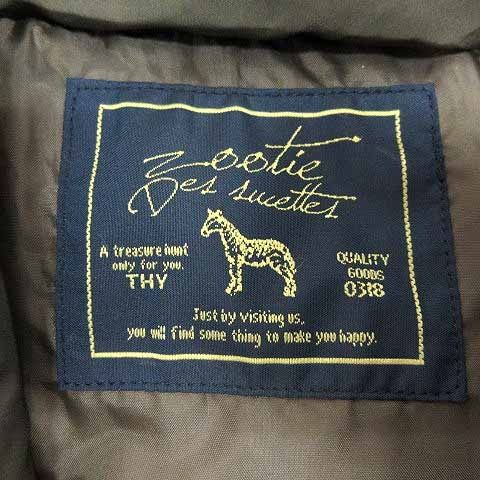 Zootie
Des sucettes
A treasure hunt
only for you.
THY
QUALITY
GOODS
0318
Just by visiting us,
you will find some thing to make you happy.